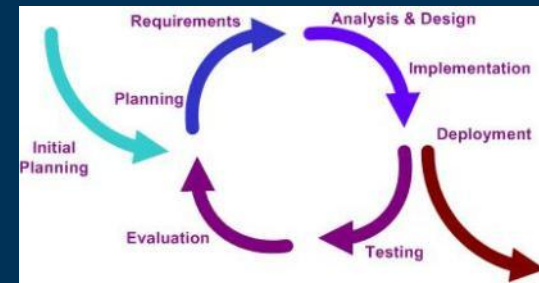 Requirements
Analysis & Design
Implementation
Planning
Deployment
Initial
Planning
Evaluation
Testing